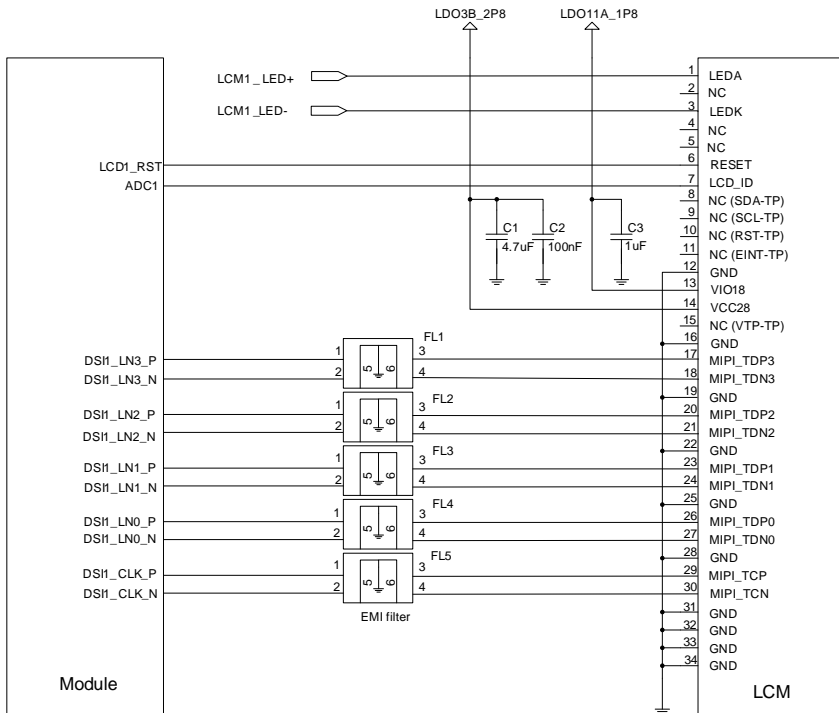 LDO3B_2P8 LDO11A_1P8
LCM1_LED+ 1 LEDA
2 NC
LCM1_LED- 3 LEDK
4 NC
5 NC
LCD1_RST 6 RESET
ADC1 7 LCD_ID
8 NC (SDA-TP)
9 NC (SCL-TP)
10 NC (RST-TP)
11 NC (EINT-TP)
C1 C2 C3
4.7uF 100nF 1uF
12 GND
13 VIO18
14 VCC28
15 NC (VTP-TP)
16 GND
FL1
DSI1_LN3_P 1 3 17 MIPI_TDP3
5 6
DSI1_LN3_N 2 4 18 MIPI_TDN3
19 GND
FL2
DSI1_LN2_P 1 3 20 MIPI_TDP2
5 6
DSI1_LN2_N 2 4 21 MIPI_TDN2
22 GND
FL3
DSI1_LN1_P 1 3 23 MIPI_TDP1
5 6
DSI1_LN1_N 2 4 24 MIPI_TDN1
25 GND
FL4
DSI1_LN0_P 1 3 26 MIPI_TDP0
5 6
DSI1_LN0_N 2 4 27 MIPI_TDN0
28 GND
FL5
DSI1_CLK_P 1 3 29 MIPI_TCP
5 6
DSI1_CLK_N 2 4 30 MIPI_TCN
EMI filter
31 GND
32 GND
33 GND
34 GND
Module
LCM